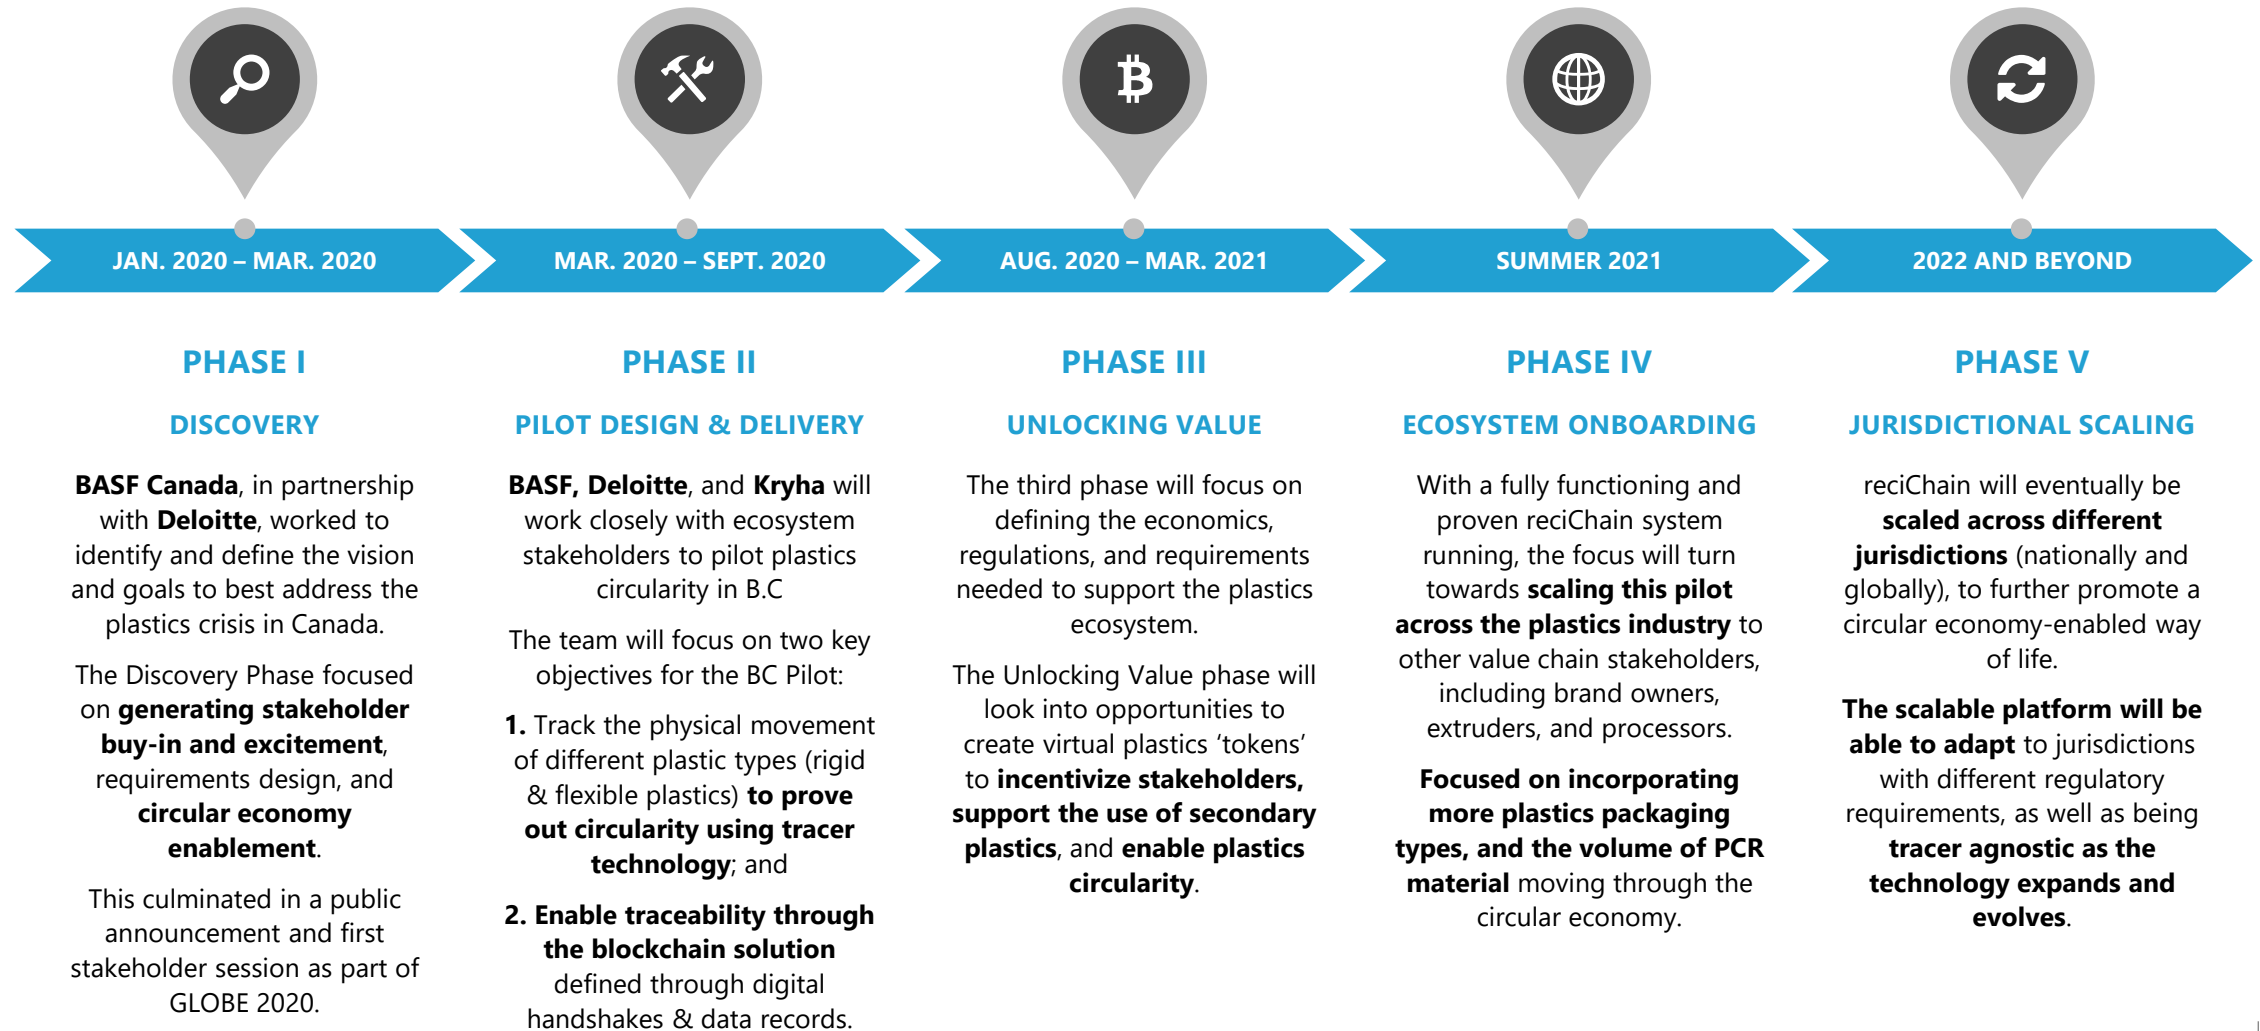 JAN. 2020 – MAR. 2020
MAR. 2020 – SEPT. 2020
AUG. 2020 – MAR. 2021
SUMMER 2021
2022 AND BEYOND
PHASE I
DISCOVERY
BASF Canada, in partnership
with Deloitte, worked to
identify and define the vision
and goals to best address the
plastics crisis in Canada.
The Discovery Phase focused
on generating stakeholder
buy-in and excitement,
requirements design, and
circular economy
enablement.
This culminated in a public
announcement and first
stakeholder session as part of
GLOBE 2020.
PHASE II
PILOT DESIGN & DELIVERY
BASF, Deloitte, and Kryha will
work closely with ecosystem
stakeholders to pilot plastics
circularity in B.C
The team will focus on two key
objectives for the BC Pilot:
1. Track the physical movement
of different plastic types (rigid
& flexible plastics) to prove
out circularity using tracer
technology; and
2. Enable traceability through
the blockchain solution
defined through digital
handshakes & data records.
PHASE III
UNLOCKING VALUE
The third phase will focus on
defining the economics,
regulations, and requirements
needed to support the plastics
ecosystem.
The Unlocking Value phase will
look into opportunities to
create virtual plastics ‘tokens’
to incentivize stakeholders,
support the use of secondary
plastics, and enable plastics
circularity.
PHASE IV
ECOSYSTEM ONBOARDING
With a fully functioning and
proven reciChain system
running, the focus will turn
towards scaling this pilot
across the plastics industry to
other value chain stakeholders,
including brand owners,
extruders, and processors.
Focused on incorporating
more plastics packaging
types, and the volume of PCR
material moving through the
circular economy.
PHASE V
JURISDICTIONAL SCALING
reciChain will eventually be
scaled across different
jurisdictions (nationally and
globally), to further promote a
circular economy-enabled way
of life.
The scalable platform will be
able to adapt to jurisdictions
with different regulatory
requirements, as well as being
tracer agnostic as the
technology expands and
evolves.